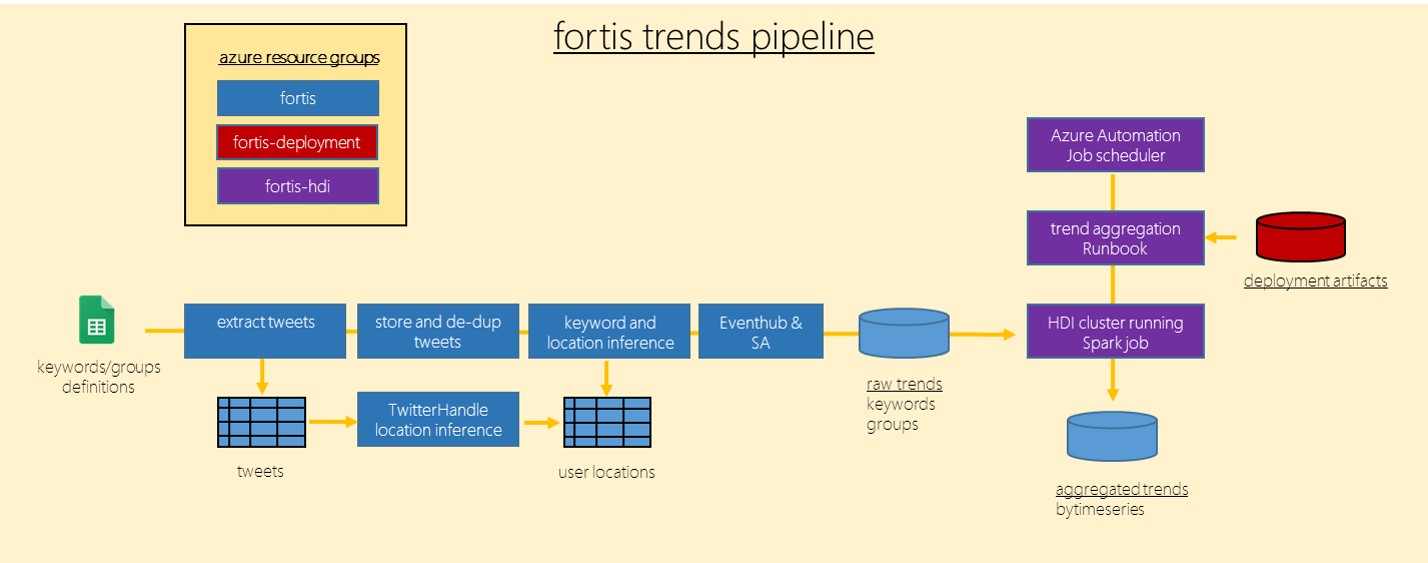 fortis trends pipeline
azure resource groups
fortis
fortis-deployment
fortis-hdi
Azure Automation
Job scheduler
trend aggregation
Runbook
deployment artifacts
keywords/groups
definitions
extract tweets
store and de-dup
tweets
keyword and
location inference
Eventhub &
SA
raw trends
keywords
groups
HDI cluster running
Spark job
tweets
TwitterHandle
location inference
user locations
aggregated trends
bytimeseries